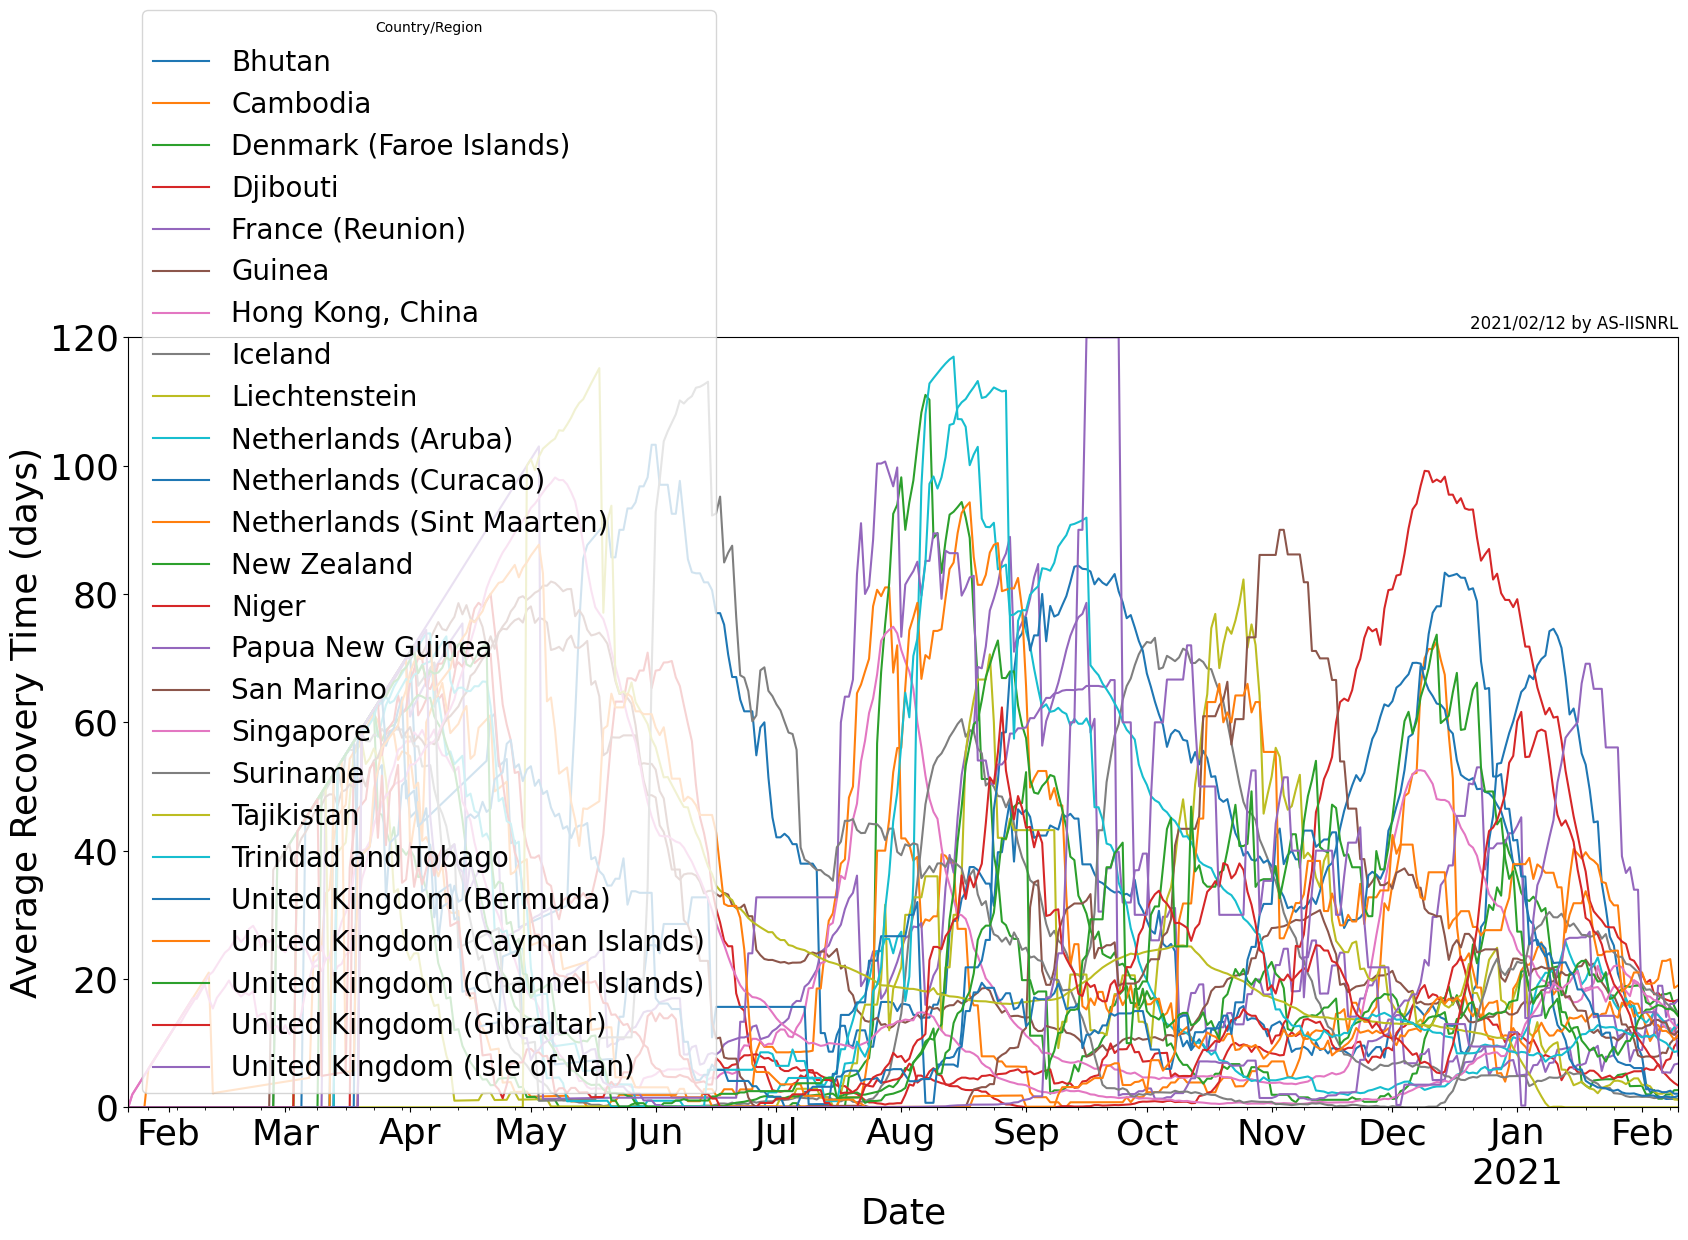 Country/Region
Bhutan
Cambodia
Denmark (Faroe Islands)
Djibouti
France (Reunion)
Guinea
Hong Kong, China
Iceland
Liechtenstein
Netherlands (Aruba)
Netherlands (Curacao)
Netherlands (Sint Maarten)
New Zealand
Niger
Papua New Guinea
San Marino
Singapore
Suriname
Tajikistan
Trinidad and Tobago
United Kingdom (Bermuda)
United Kingdom (Cayman Islands)
United Kingdom (Channel Islands)
United Kingdom (Gibraltar)
United Kingdom (Isle of Man)
2021/02/12 by AS-IISNRL
Average Recovery Time (days)
120
100
80
60
40
20
0
Feb Mar Apr May Jun Jul Aug Sep Oct Nov Dec Jan Feb
2021
Date